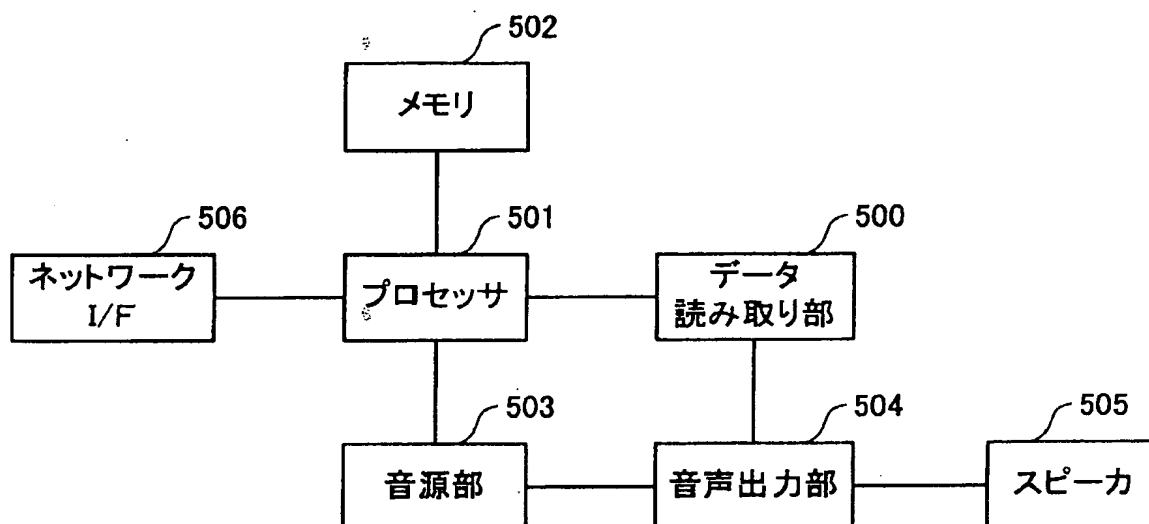 502
メモリ
506
501
500
ネットワーク
I/F
プロセッサ
データ
読み取り部
503
504
505
音源部
音声出力部
スピーカ